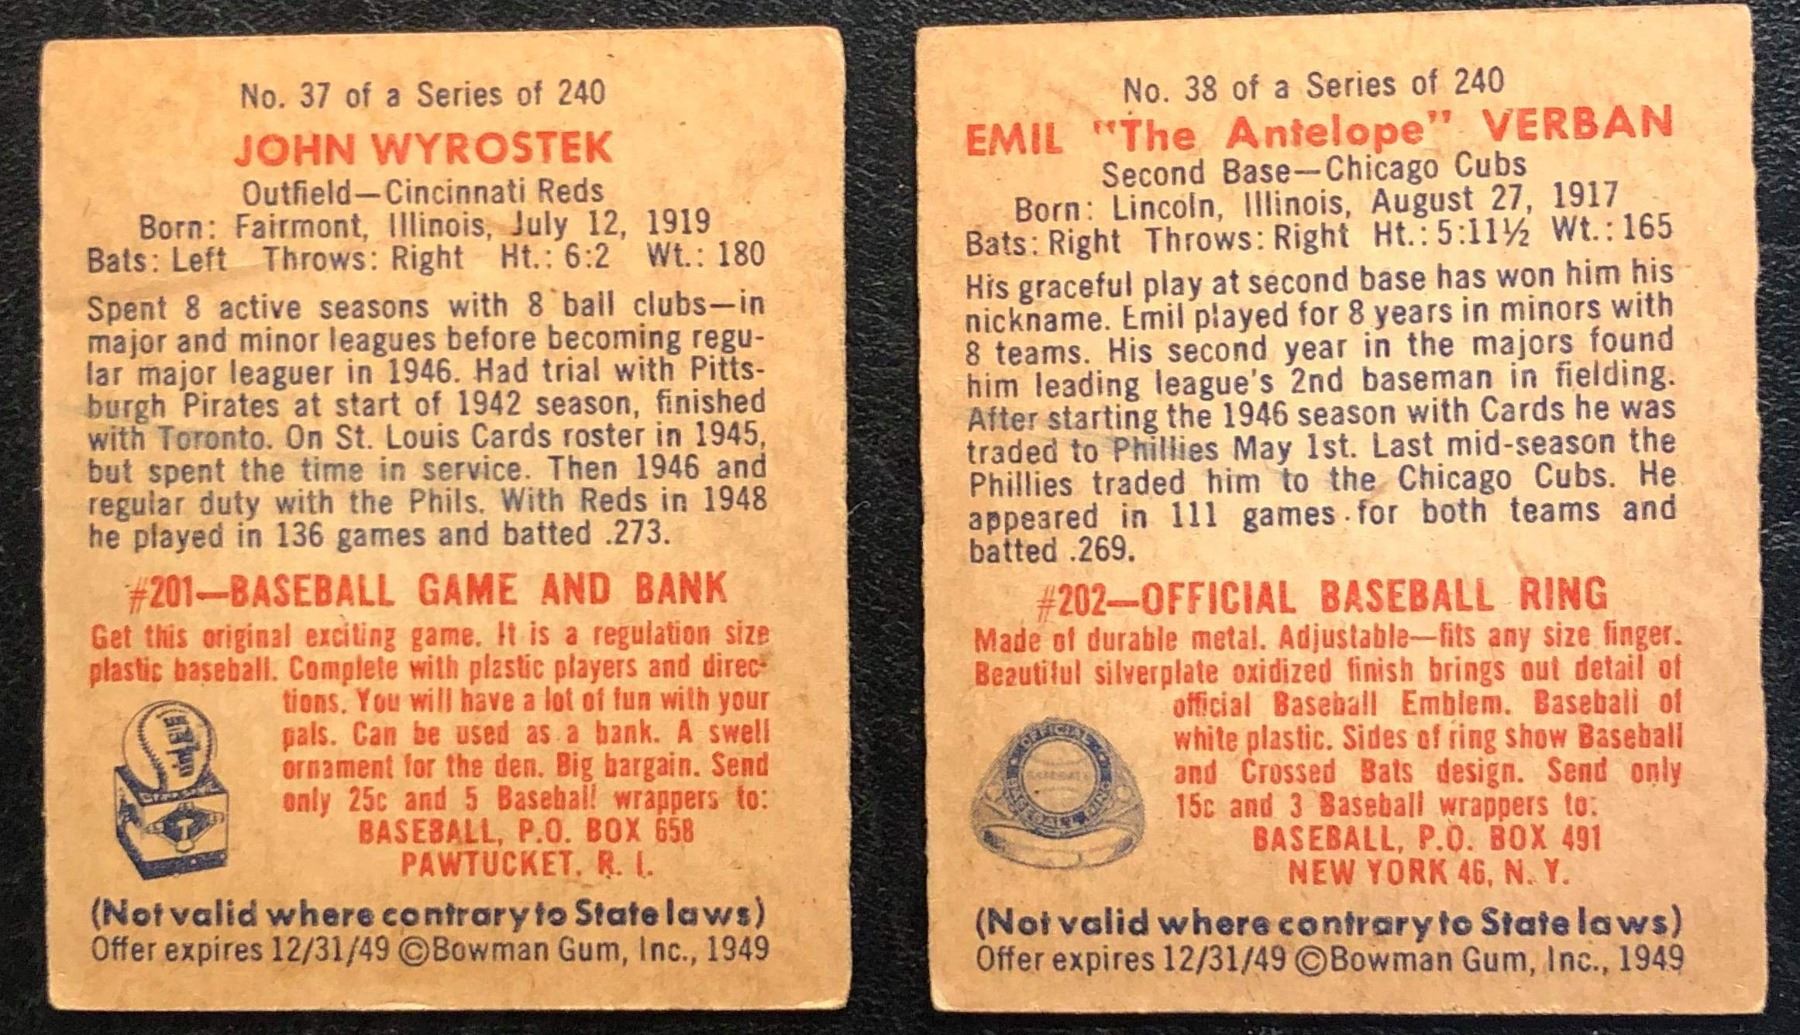 No. 37 of a Series of 240
JOHN WYROSTEK
Outfield—Cincinnati Reds
Born: Fairmont, Illinois, July 12, 1919
Bats: Left Throws: Right Ht.: 6:2 Wt.: 180
Spent 8 active seasons with 8 ball clubs—in
major and minor leagues before becoming regu-
lar major leaguer in 1946. Had trial with Pitts-
burgh Pirates at start of 1942 season, finished
with Toronto. On St. Louis Cards roster in 1945,
but spent the time in service. Then 1946 and
regular duty with the Phils. With Reds in 1948
he played in 136 games and batted .273.
#201—BASEBALL GAME AND BANK
Get this original exciting game. It is a regulation size
plastic baseball. Complete with plastic players and direc-
tions. You will have a lot of fun with your
pals. Can be used as a bank. A swell
ornament for the den. Big bargain. Send
only 25c and 5 Baseball wrappers to:
BASEBALL, P.O. BOX 658
PAWTUCKET, R. I.
(Not valid where contrary to State laws)
Offer expires 12/31/49 ©Bowman Gum, Inc., 1949
No. 38 of a Series of 240
EMIL "The Antelope" VERBAN
Second Base—Chicago Cubs
Born: Lincoln, Illinois, August 27, 1917
Bats: Right Throws: Right Ht.: 5:11½ Wt.: 165
His graceful play at second base has won him his
nickname. Emil played for 8 years in minors with
8 teams. His second year in the majors found
him leading league's 2nd baseman in fielding.
After starting the 1946 season with Cards he was
traded to Phillies May 1st. Last mid-season the
Phillies traded him to the Chicago Cubs. He
appeared in 111 games for both teams and
batted .269.
#202—OFFICIAL BASEBALL RING
Made of durable metal. Adjustable—fits any size finger.
Beautiful silverplate oxidized finish brings out detail of
official Baseball Emblem. Baseball of
white plastic. Sides of ring show Baseball
and Crossed Bats design. Send only
15c and 3 Baseball wrappers to:
BASEBALL, P.O. BOX 491
NEW YORK 46, N. Y.
OFFICIAL
(Not valid where contrary to State laws)
Offer expires 12/31/49 ©Bowman Gum, Inc., 1949